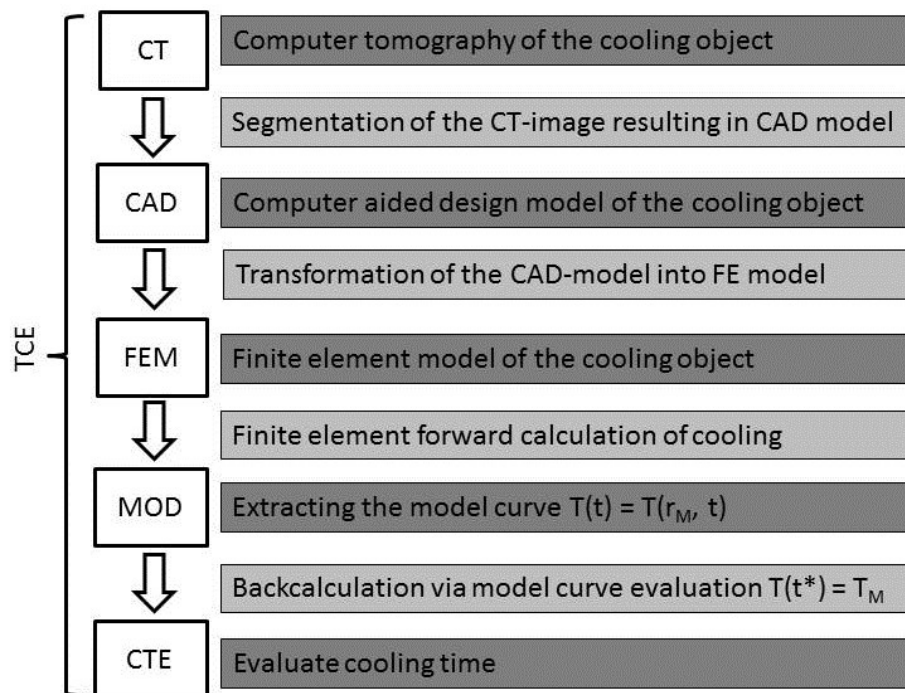 TCE
CT
Computer tomography of the cooling object
Segmentation of the CT-image resulting in CAD model
CAD
Computer aided design model of the cooling object
Transformation of the CAD-model into FE model
FEM
Finite element model of the cooling object
Finite element forward calculation of cooling
MOD
Extracting the model curve T(t) = T(r_M, t)
Backcalculation via model curve evaluation T(t*) = T_M
CTE
Evaluate cooling time